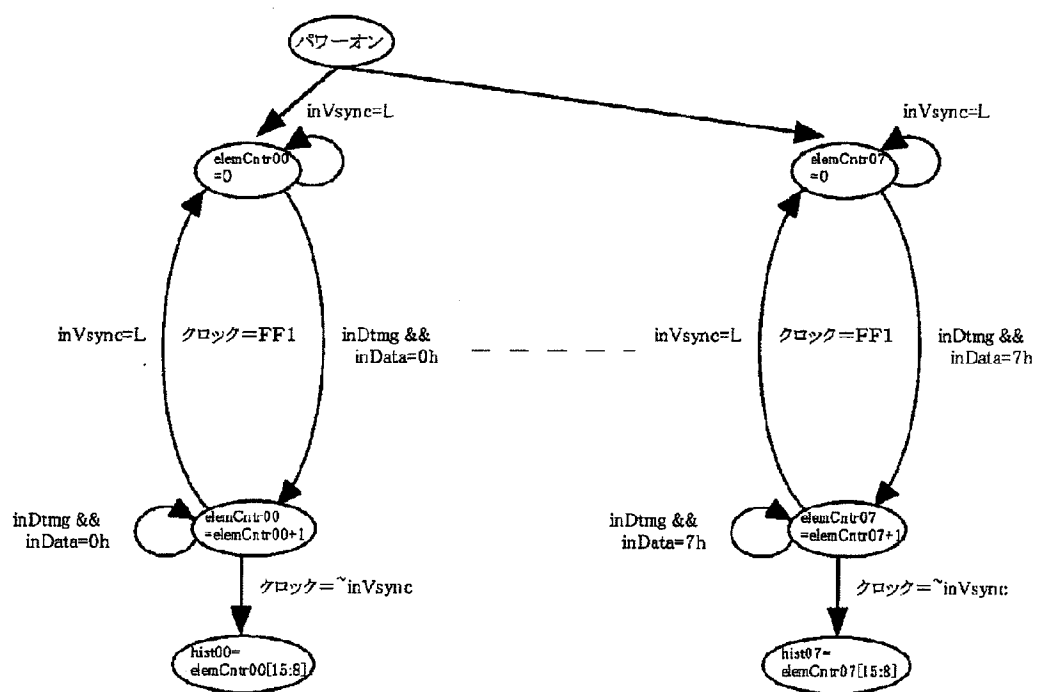 パワーオン
inVsync=L
inVsync=L
elemCntr00
=0
elemCntr07
=0
inVsync=L
クロック=FF1
inDtmg &&
inData=0h
inVsync=L
クロック=FF1
inDtmg &&
inData=7h
inDtmg &&
inData=0h
elemCntr00
=elemCntr00+1
inDtmg &&
inData=7h
elemCntr07
=elemCntr07+1
クロック=~inVsync
クロック=~inVsync
hist00=
elemCntr00[15:8]
hist07=
elemCntr07[15:8]